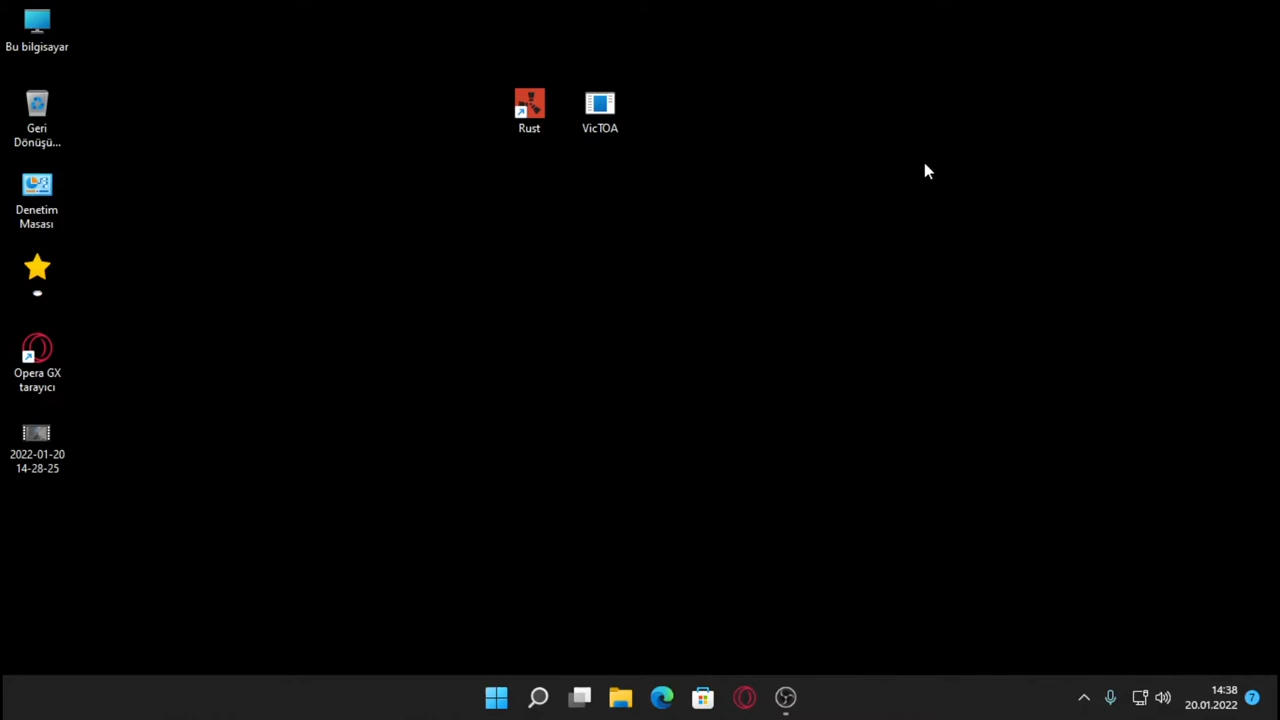 Bu bilgisayar
Geri
Dönüşü...
Denetim
Masası
Opera GX
tarayıcı
2022-01-20
14-28-25
Rust
VicTOA
14:38
20.01.2022
7